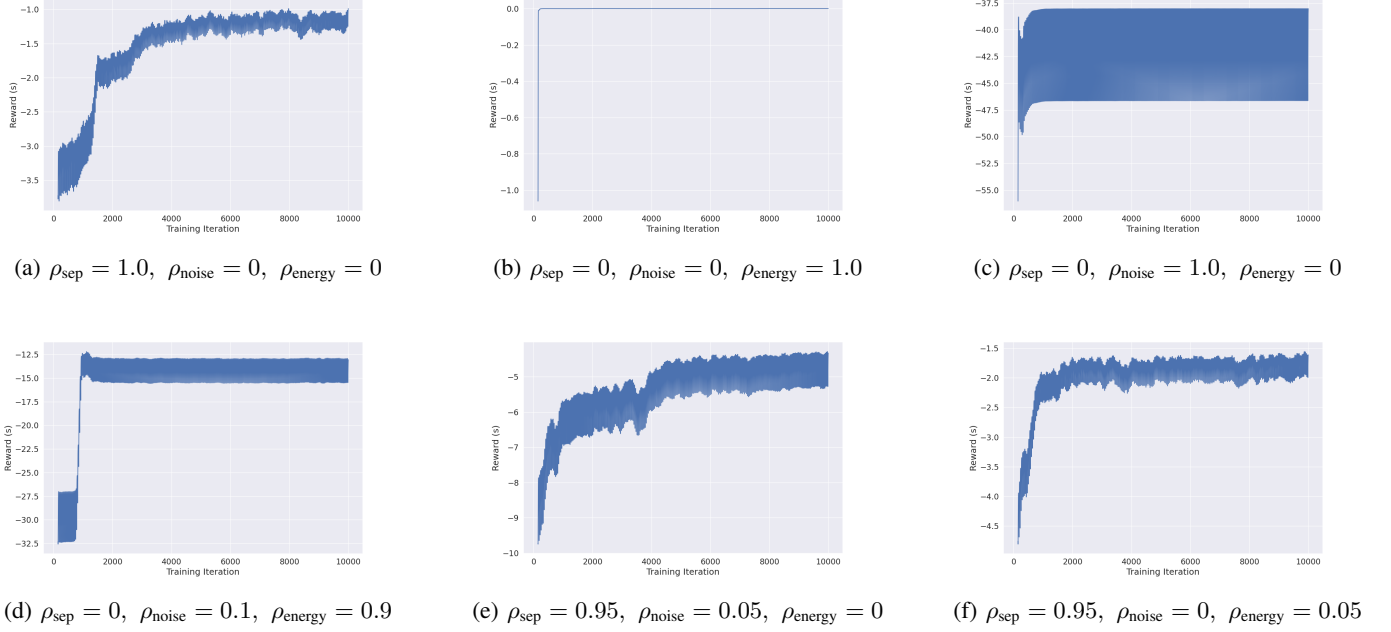 −1.0
−1.5
−2.0
−2.5
−3.0
−3.5
Reward (s)
0 2000 4000 6000 8000 10000
Training Iteration
(a) ρsep = 1.0, ρnoise = 0, ρenergy = 0
0.0
−0.2
−0.4
−0.6
−0.8
−1.0
Reward (s)
0 2000 4000 6000 8000 10000
Training Iteration
(b) ρsep = 0, ρnoise = 0, ρenergy = 1.0
−37.5
−40.0
−42.5
−45.0
−47.5
−50.0
−52.5
−55.0
Reward (s)
0 2000 4000 6000 8000 10000
Training Iteration
(c) ρsep = 0, ρnoise = 1.0, ρenergy = 0
−12.5
−15.0
−17.5
−20.0
−22.5
−25.0
−27.5
−30.0
−32.5
Reward (s)
0 2000 4000 6000 8000 10000
Training Iteration
(d) ρsep = 0, ρnoise = 0.1, ρenergy = 0.9
−5
−6
−7
−8
−9
−10
Reward (s)
0 2000 4000 6000 8000 10000
Training Iteration
(e) ρsep = 0.95, ρnoise = 0.05, ρenergy = 0
−1.5
−2.0
−2.5
−3.0
−3.5
−4.0
−4.5
Reward (s)
0 2000 4000 6000 8000 10000
Training Iteration
(f) ρsep = 0.95, ρnoise = 0, ρenergy = 0.05